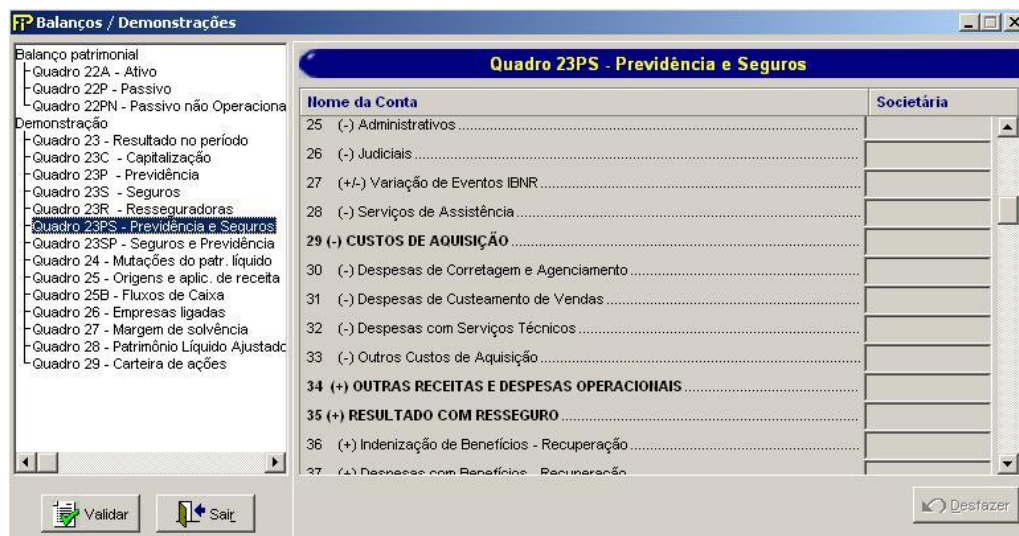 FiP Balanços / Demonstrações
Balanço patrimonial
Quadro 22A - Ativo
Quadro 22P - Passivo
Quadro 22PN - Passivo não Operaciona
Demonstração
Quadro 23 - Resultado no período
Quadro 23C - Capitalização
Quadro 23P - Previdência
Quadro 23S - Seguros
Quadro 23R - Resseguradoras
Quadro 23PS - Previdência e Seguros
Quadro 23SP - Seguros e Previdência
Quadro 24 - Mutações do patr. líquido
Quadro 25 - Origens e aplic. de receita
Quadro 25B - Fluxos de Caixa
Quadro 26 - Empresas ligadas
Quadro 27 - Margem de solvência
Quadro 28 - Patrimônio Líquido Ajustado
Quadro 29 - Carteira de ações
Validar
Sair
Quadro 23PS - Previdência e Seguros
Nome da Conta Societária
25 (-) Administrativos
26 (-) Judiciais
27 (+/-) Variação de Eventos IBNR
28 (-) Serviços de Assistência
29 (-) CUSTOS DE AQUISIÇÃO
30 (-) Despesas de Corretagem e Agenciamento
31 (-) Despesas de Custeamento de Vendas
32 (-) Despesas com Serviços Técnicos
33 (-) Outros Custos de Aquisição
34 (+) OUTRAS RECEITAS E DESPESAS OPERACIONAIS
35 (+) RESULTADO COM RESSEGURO
36 (+) Indenização de Benefícios - Recuperação
37 (+) Despesas com Benefícios - Recuperação
Desfazer